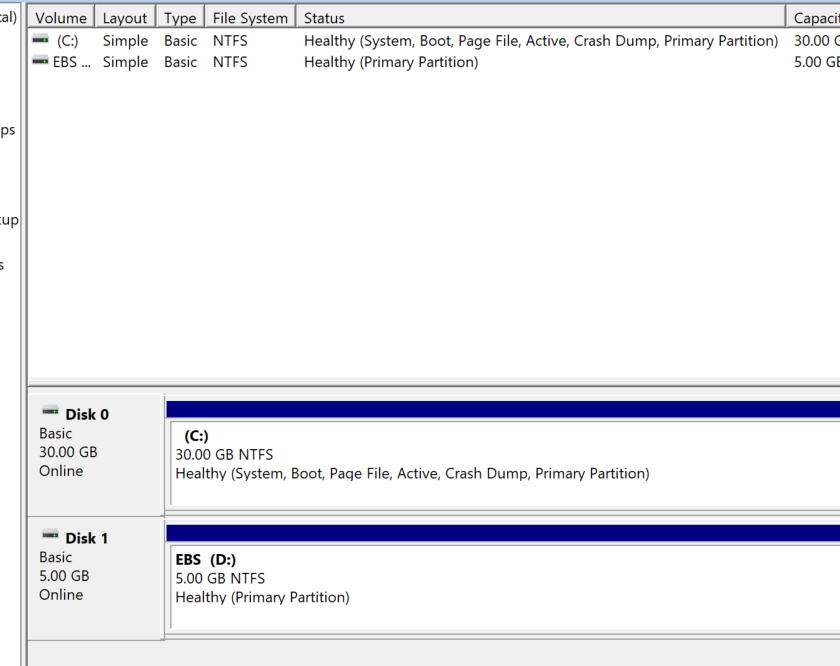 :al) Volume Layout Type File System Status Capacit
(C:) Simple Basic NTFS Healthy (System, Boot, Page File, Active, Crash Dump, Primary Partition) 30.00 G
EBS ... Simple Basic NTFS Healthy (Primary Partition) 5.00 GB
ps
:up
s
Disk 0
Basic
30.00 GB
Online
(C:)
30.00 GB NTFS
Healthy (System, Boot, Page File, Active, Crash Dump, Primary Partition)
Disk 1
Basic
5.00 GB
Online
EBS (D:)
5.00 GB NTFS
Healthy (Primary Partition)